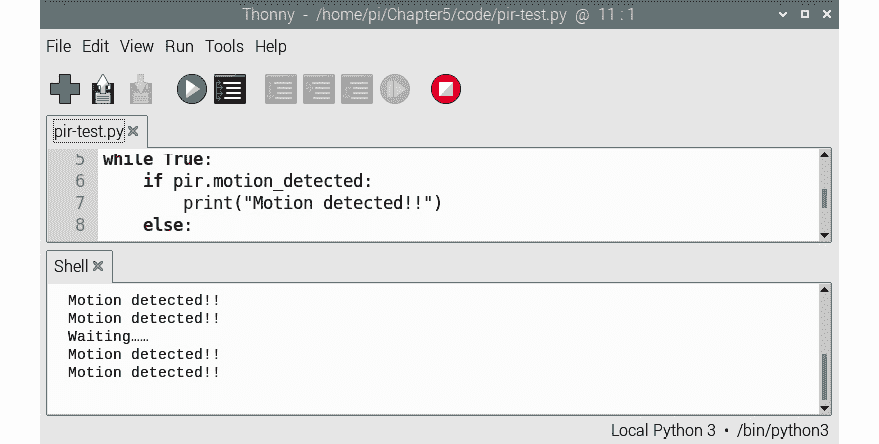 Thonny - /home/pi/Chapter5/code/pir-test.py @ 11 : 1
File Edit View Run Tools Help
pir-test.py
5 while True:
6     if pir.motion_detected:
7         print("Motion detected!!")
8     else:
Shell
Motion detected!!
Motion detected!!
Waiting……
Motion detected!!
Motion detected!!
Local Python 3 • /bin/python3